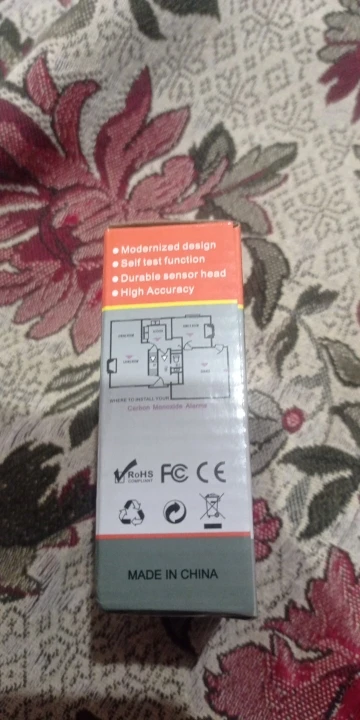 Modernized design
Self test function
Durable sensor head
High Accuracy
WHERE TO INSTALL YOUR
Carbon Monoxide Alarms
RoHS
COMPLIANT
FC CE
MADE IN CHINA